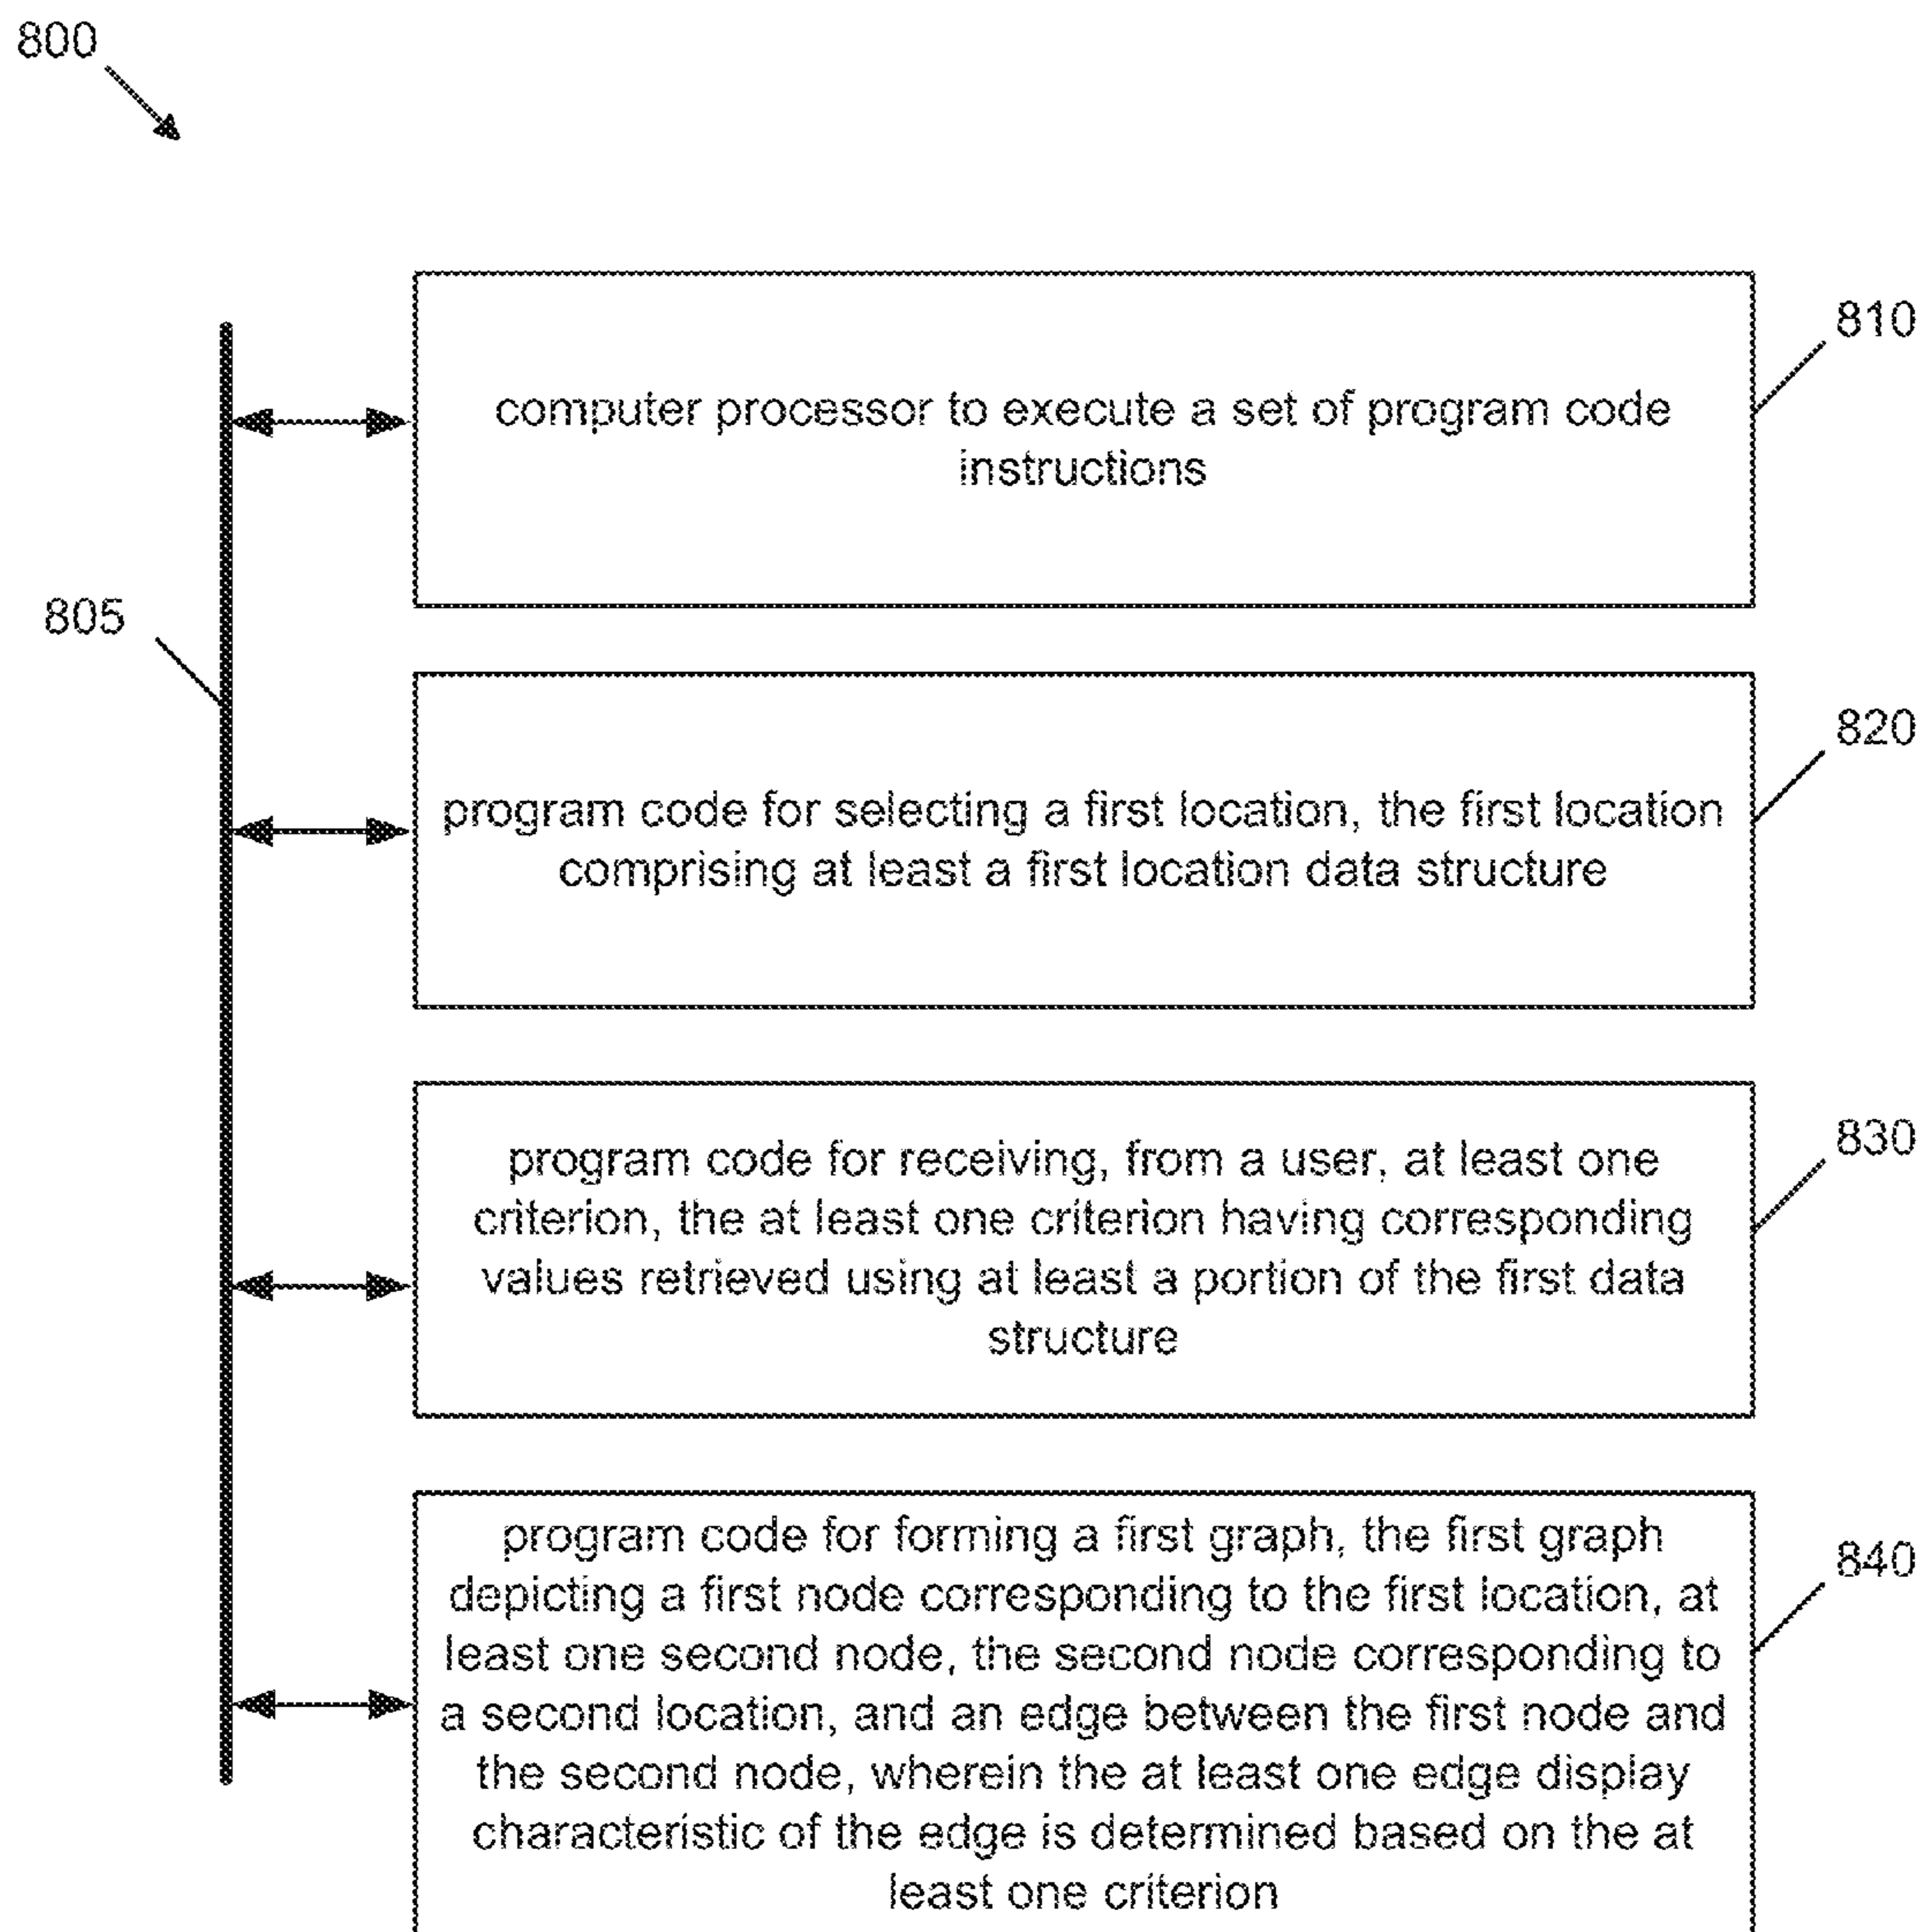 800
810
computer processor to execute a set of program code
instructions
805
820
program code for selecting a first location, the first location
comprising at least a first location data structure
830
program code for receiving, from a user, at least one
criterion, the at least one criterion having corresponding
values retrieved using at least a portion of the first data
structure
840
program code for forming a first graph, the first graph
depicting a first node corresponding to the first location, at
least one second node, the second node corresponding to
a second location, and an edge between the first node and
the second node, wherein the at least one edge display
characteristic of the edge is determined based on the at
least one criterion